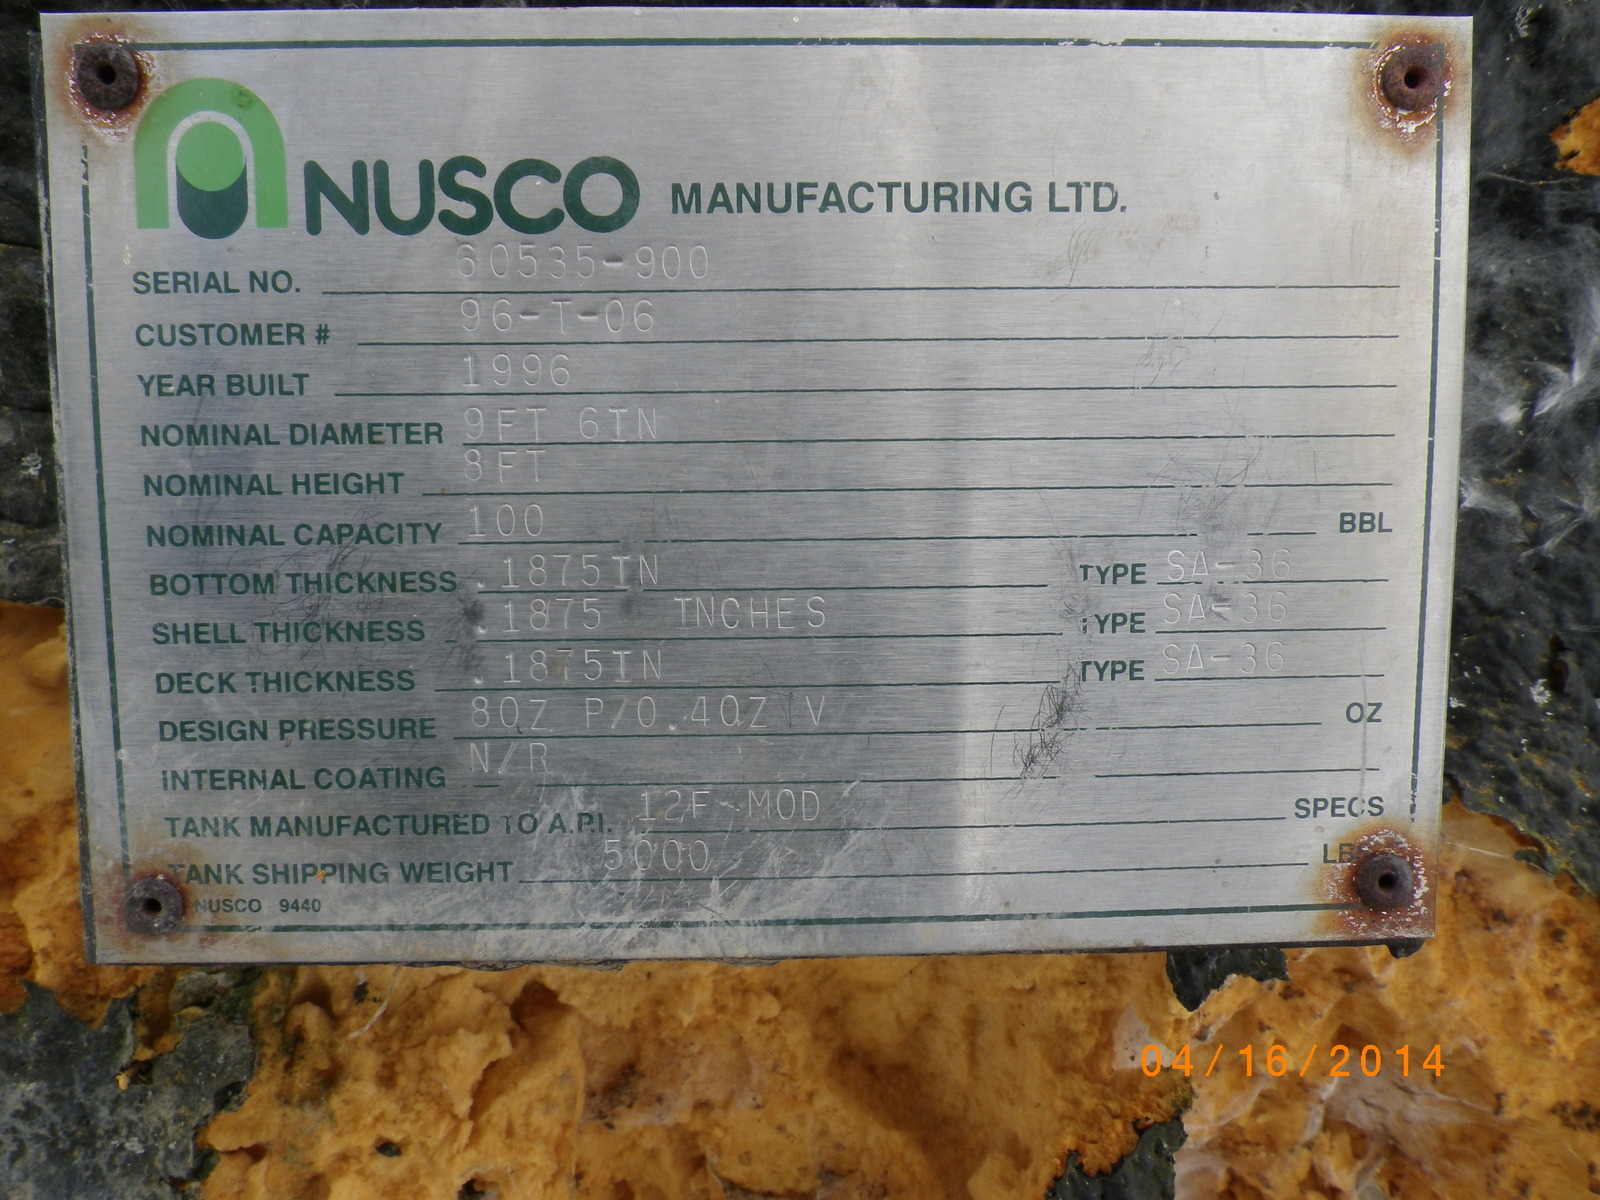 NUSCO MANUFACTURING LTD.
SERIAL NO. 60535-900
CUSTOMER # 96-T-06
YEAR BUILT 1996
NOMINAL DIAMETER 9FT 6IN
NOMINAL HEIGHT 8FT
NOMINAL CAPACITY 100 BBL
BOTTOM THICKNESS .1875IN TYPE SA-36
SHELL THICKNESS .1875 INCHES TYPE SA-36
DECK THICKNESS .1875IN TYPE SA-36
DESIGN PRESSURE 8OZ P/0.4OZ V OZ
INTERNAL COATING N/R
TANK MANUFACTURED TO A.P.I. 12F-MOD SPECS
TANK SHIPPING WEIGHT 5000
NUSCO 9440
04/16/2014